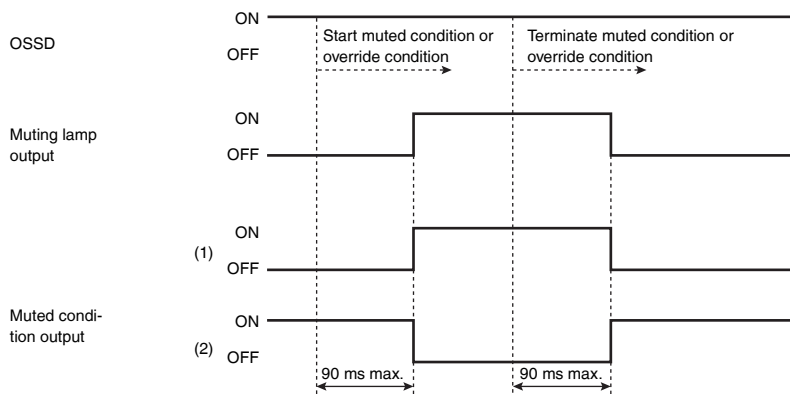 ON
OSSD
OFF
Start muted condition or
override condition
Terminate muted condition or
override condition
ON
Muting lamp
output
OFF
ON
(1)
OFF
Muted condi-
tion output
ON
(2)
OFF
90 ms max.
90 ms max.